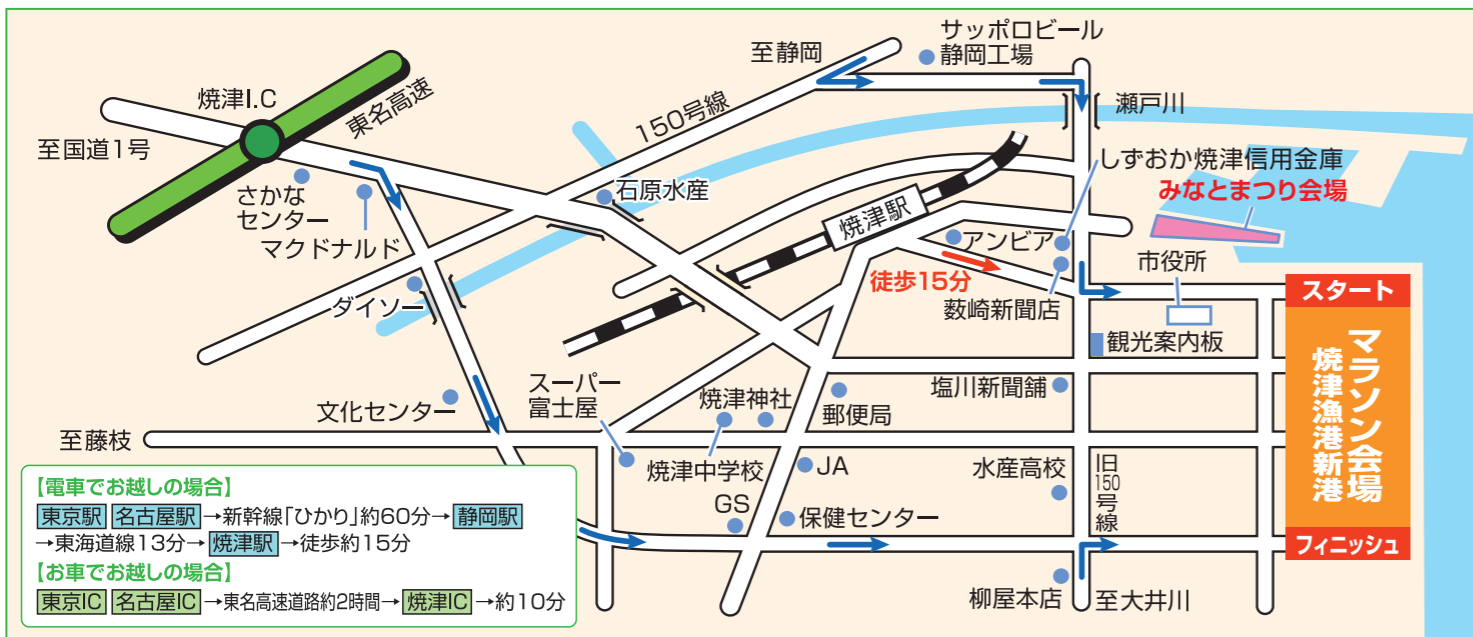 サッポロビール
静岡工場
至静岡
焼津I.C
東名高速
150号線
瀬戸川
至国道1号
しずおか焼津信用金庫
みなとまつり会場
さかな
センター
石原水産
焼津駅
アンビア
マクドナルド
市役所
徒歩15分
ダイソー
薮崎新聞店
スタート
観光案内板
マラソン会場
焼津漁港新港
スーパー
富士屋
焼津神社
郵便局
塩川新聞舗
文化センター
至藤枝
焼津中学校
JA
水産高校
旧150号線
GS
保健センター
フィニッシュ
柳屋本店
至大井川
【電車でお越しの場合】
東京駅 名古屋駅→新幹線「ひかり」約60分→静岡駅
→東海道線13分→焼津駅→徒歩約15分
【お車でお越しの場合】
東京IC 名古屋IC→東名高速道路約2時間→焼津IC→約10分